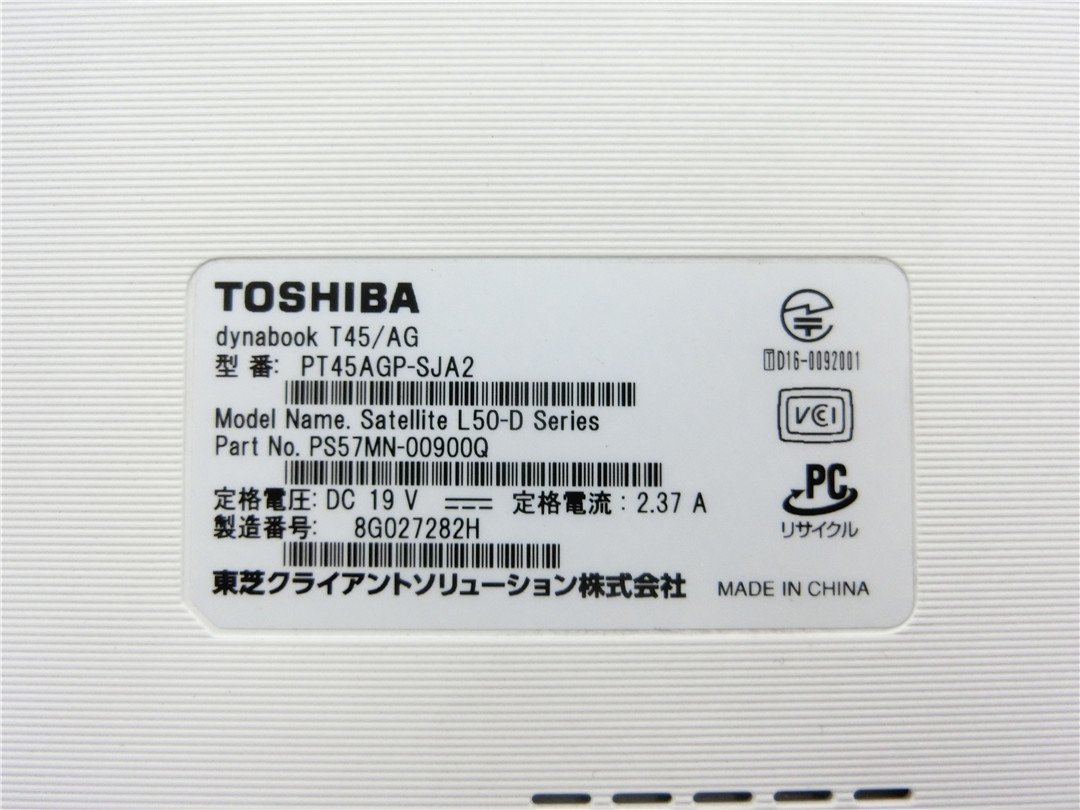 TOSHIBA
dynabook T45/AG
型 番: PT45AGP-SJA2
Model Name. Satellite L50-D Series
Part No. PS57MN-00900Q
定格電圧: DC 19 V 定格電流: 2.37 A
製造番号: 8G027282H
東芝クライアントソリューション株式会社
MADE IN CHINA
🅃D16-0092001
VCCI
PC
リサイクル